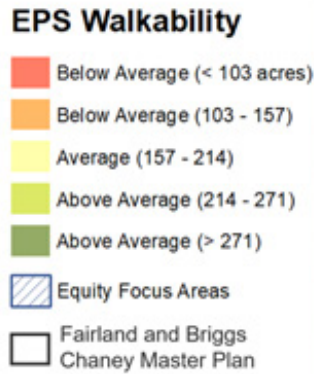 EPS Walkability
Below Average (< 103 acres)
Below Average (103 - 157)
Average (157 - 214)
Above Average (214 - 271)
Above Average (> 271)
Equity Focus Areas
Fairland and Briggs
Chaney Master Plan